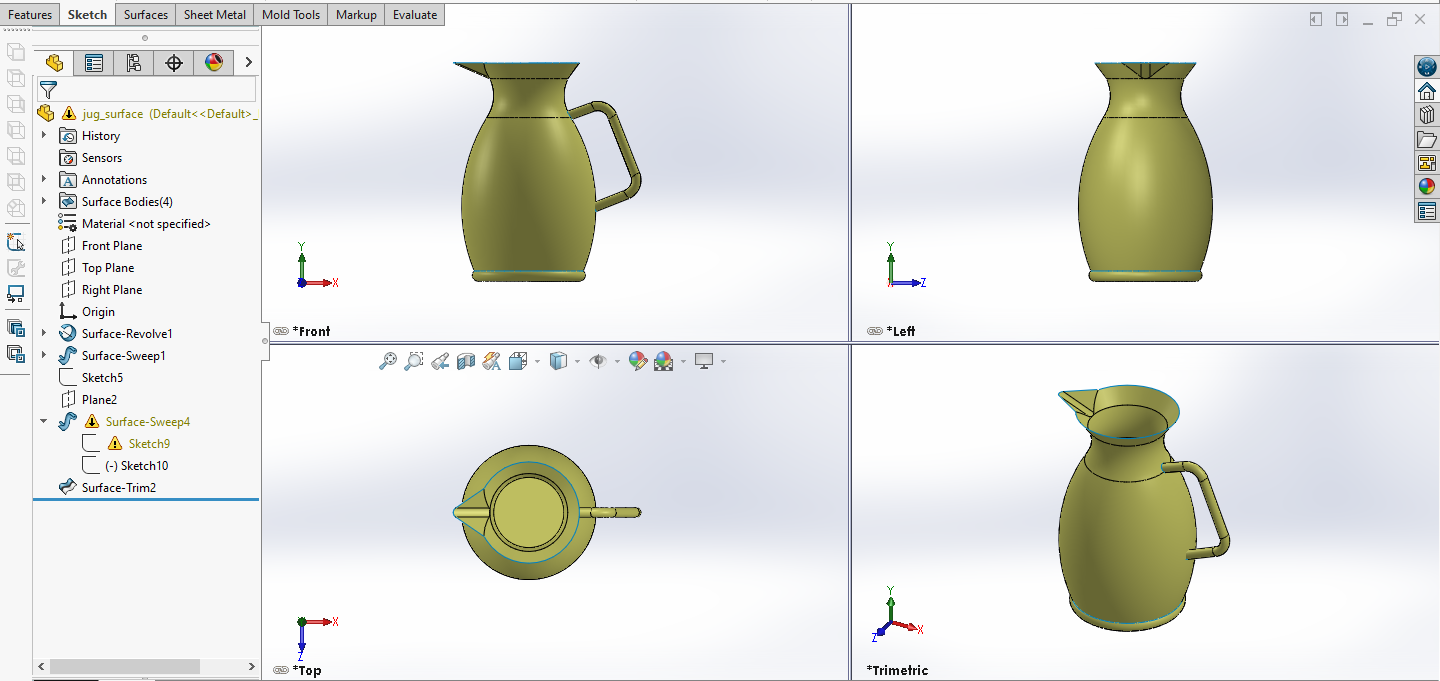 Features Sketch Surfaces Sheet Metal Mold Tools Markup Evaluate
jug_surface (Default<<Default>_
History
Sensors
A Annotations
Surface Bodies(4)
Material <not specified>
Front Plane
Top Plane
Right Plane
Origin
Surface-Revolve1
Surface-Sweep1
Sketch5
Plane2
Surface-Sweep4
Sketch9
(-) Sketch10
Surface-Trim2
Y
X
*Front
Y
X Z
*Left
X
Z
*Top
Y
X
Z
*Trimetric